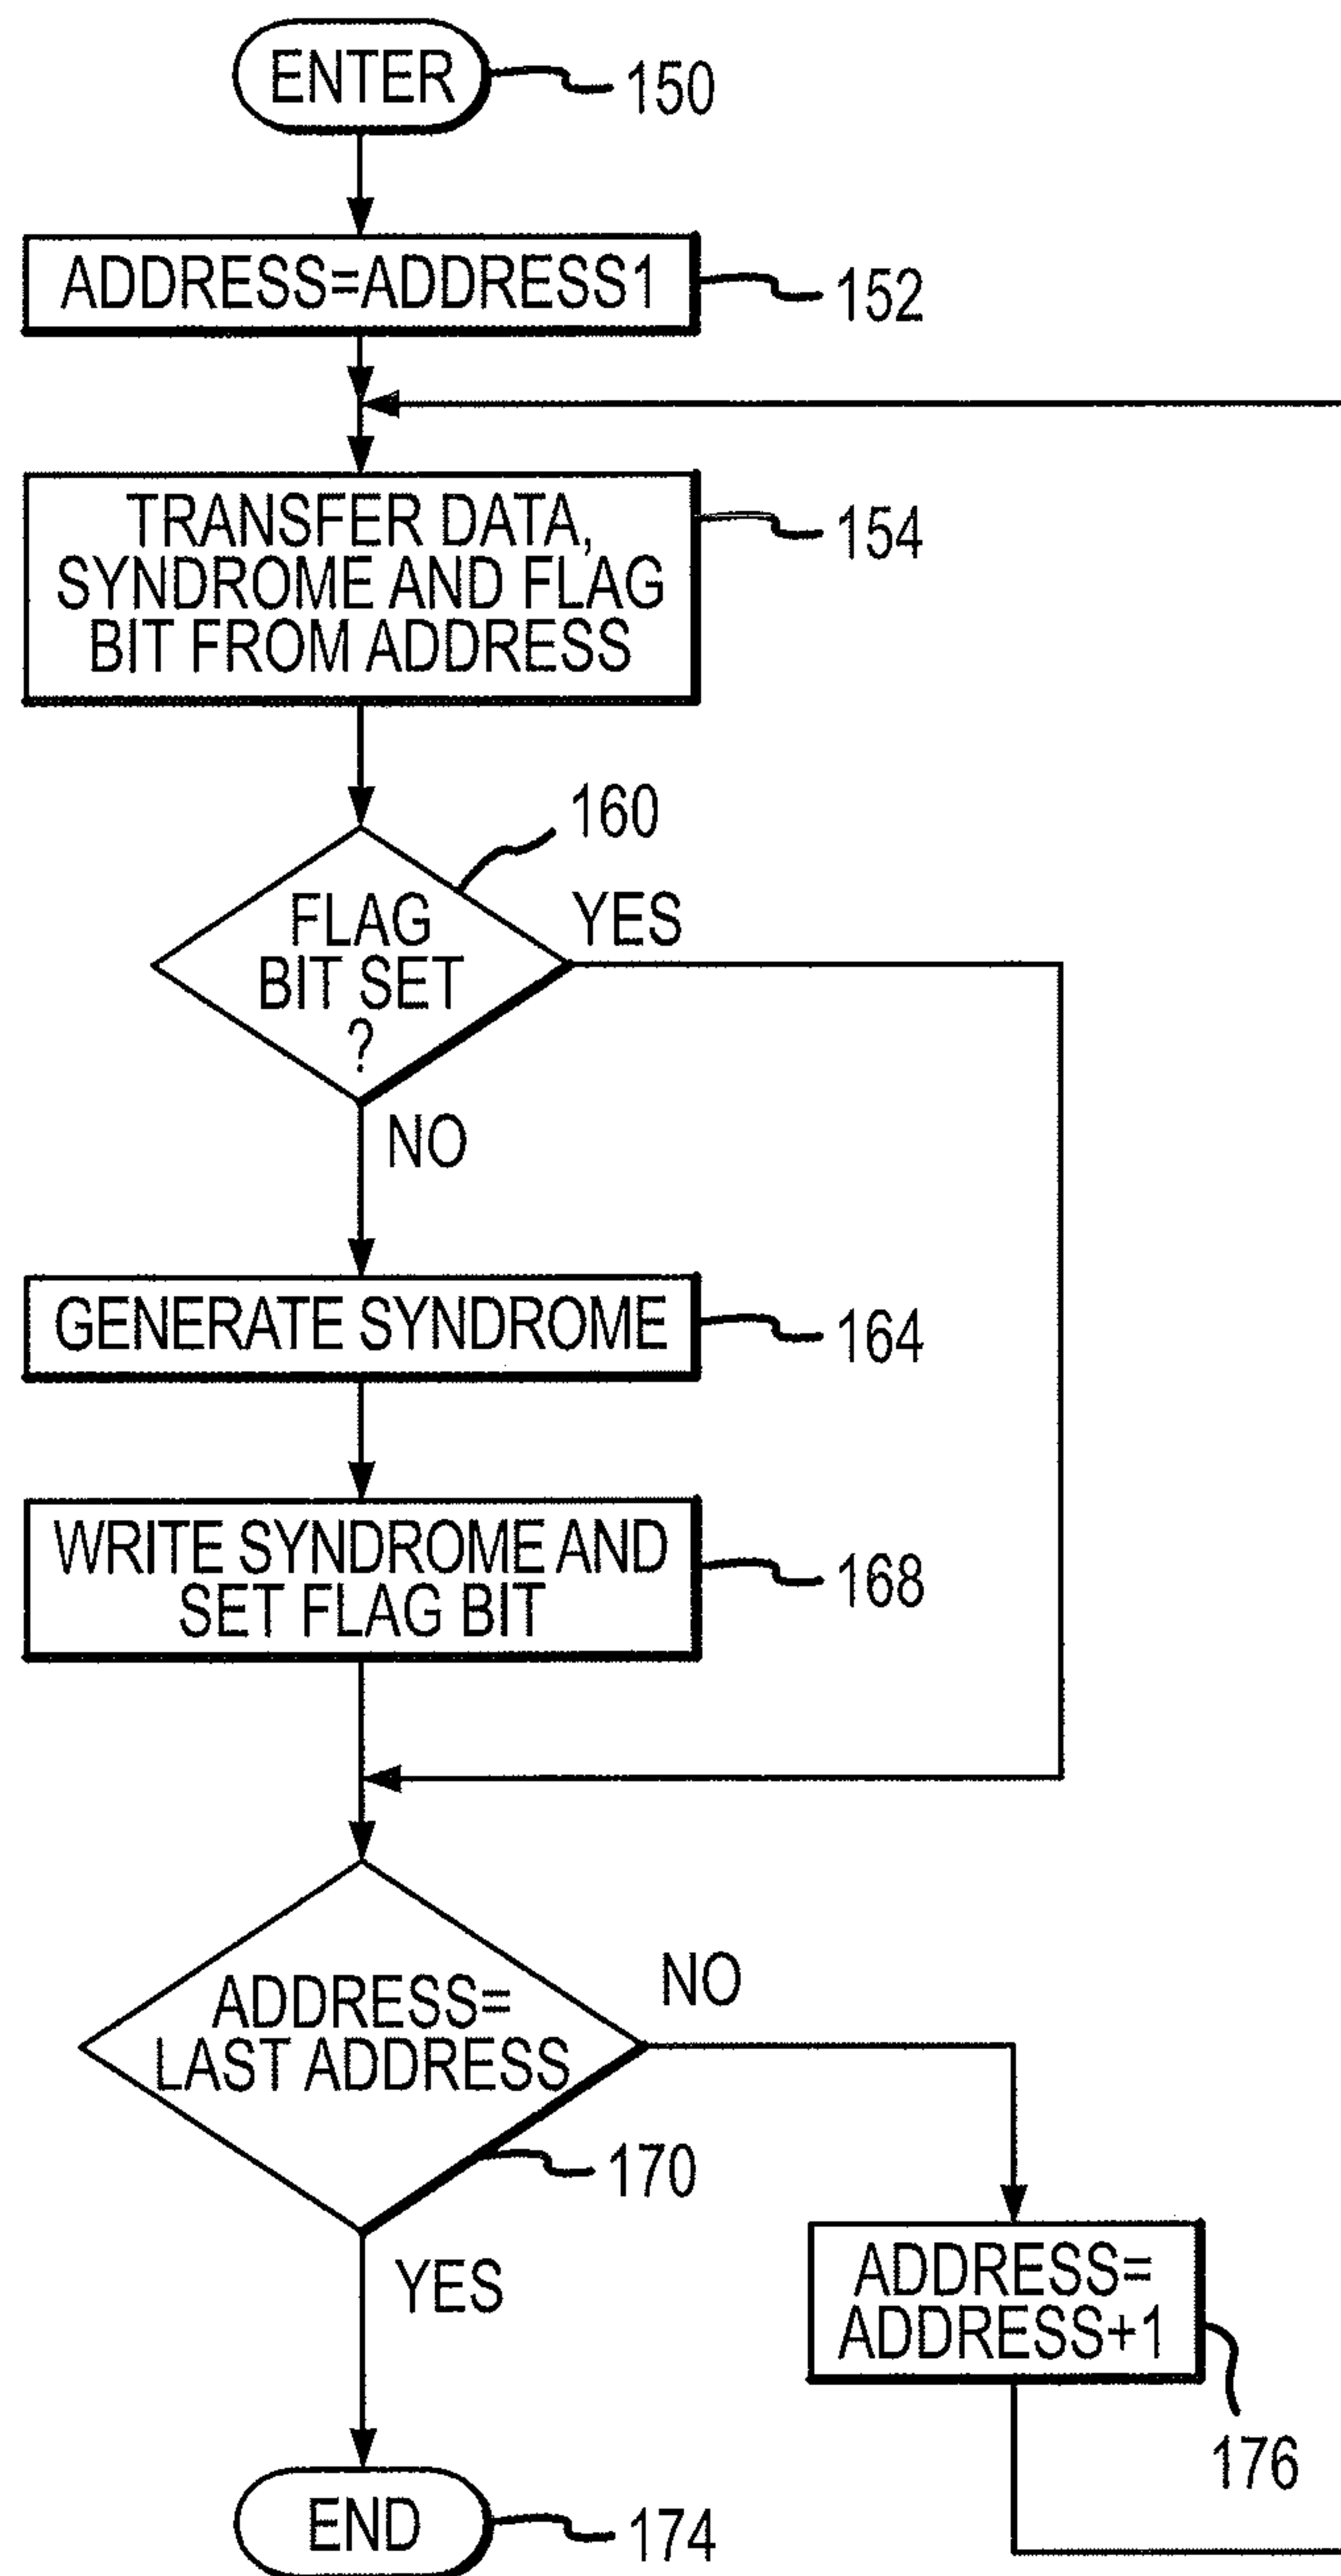 ENTER
150
ADDRESS=ADDRESS1
152
TRANSFER DATA,
SYNDROME AND FLAG
BIT FROM ADDRESS
154
160
FLAG
BIT SET
?
YES
NO
GENERATE SYNDROME
164
WRITE SYNDROME AND
SET FLAG BIT
168
ADDRESS=
LAST ADDRESS
NO
170
YES
ADDRESS=
ADDRESS+1
176
END
174